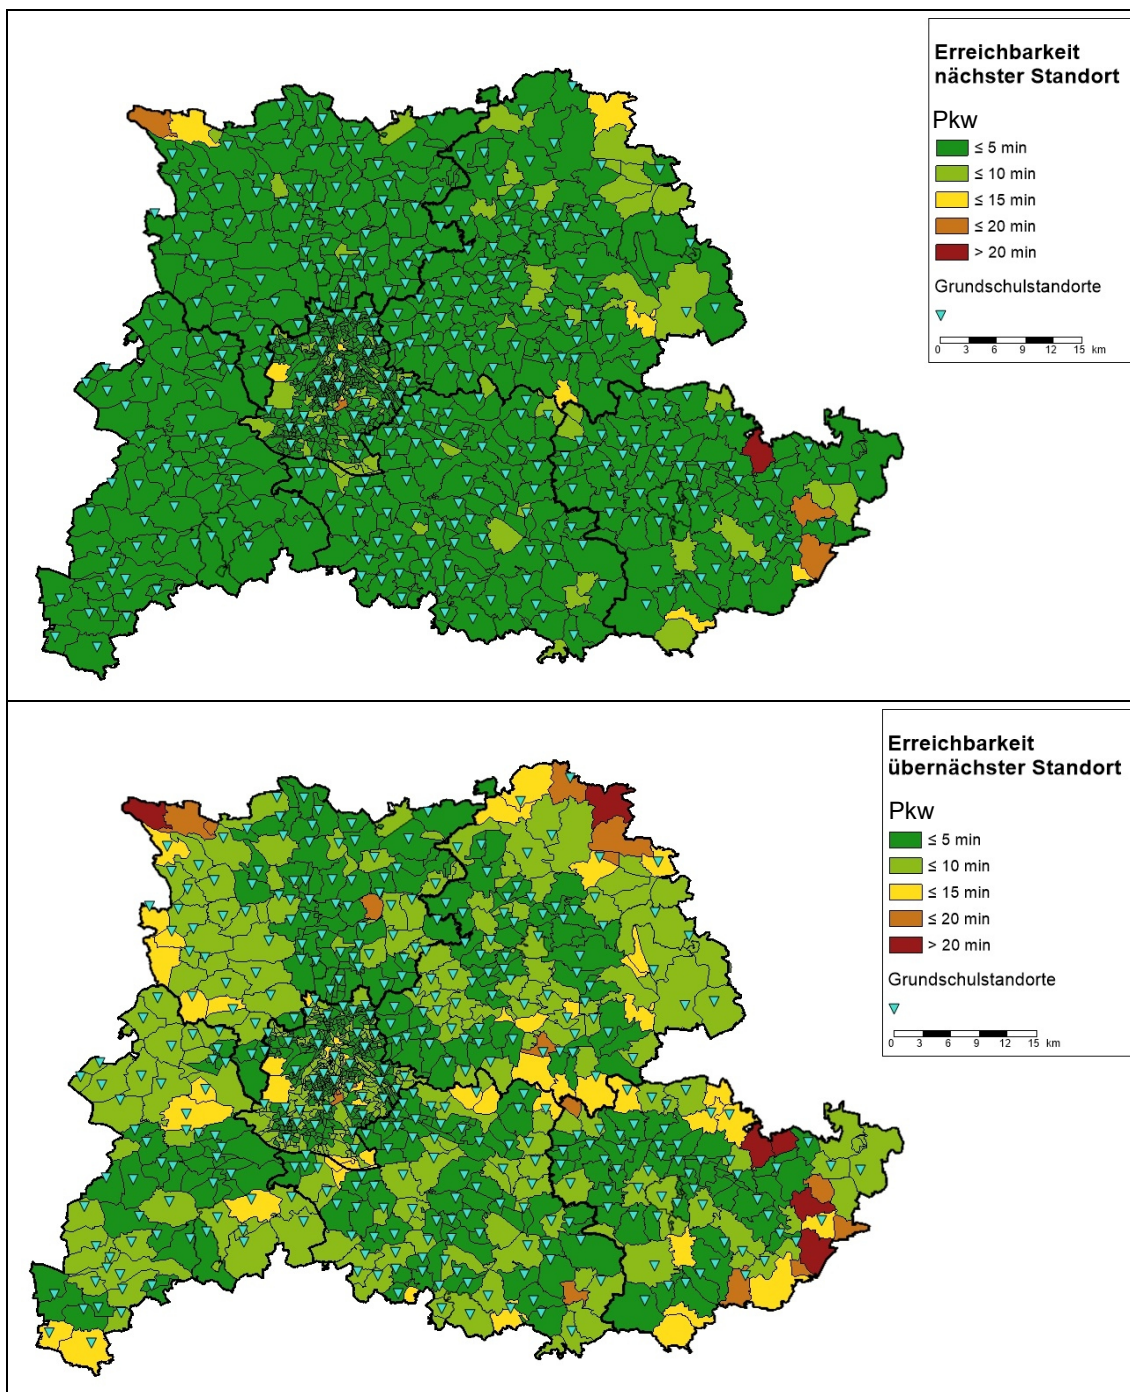 Erreichbarkeit
nächster Standort
Pkw
≤ 5 min
≤ 10 min
≤ 15 min
≤ 20 min
> 20 min
Grundschulstandorte
0 3 6 9 12 15 km
Erreichbarkeit
übernächster Standort
Pkw
≤ 5 min
≤ 10 min
≤ 15 min
≤ 20 min
> 20 min
Grundschulstandorte
0 3 6 9 12 15 km